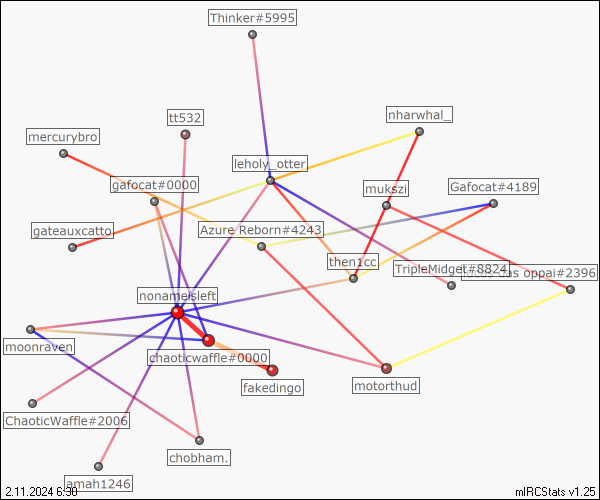 Thinker#5995
tt532
nharwhal_
mercurybro
leholy_otter
gafocat#0000
mukszi
Gafocat#4189
gateauxcatto
Azure Reborn#4243
then1cc
TripleMidget#8824
das oppai#2396
nonameisleft
moonraven
chaoticwaffle#0000
fakedingo
motorthud
ChaoticWaffle#2006
chobham.
amah1246
2.11.2024 6:30
mIRCStats v1.25